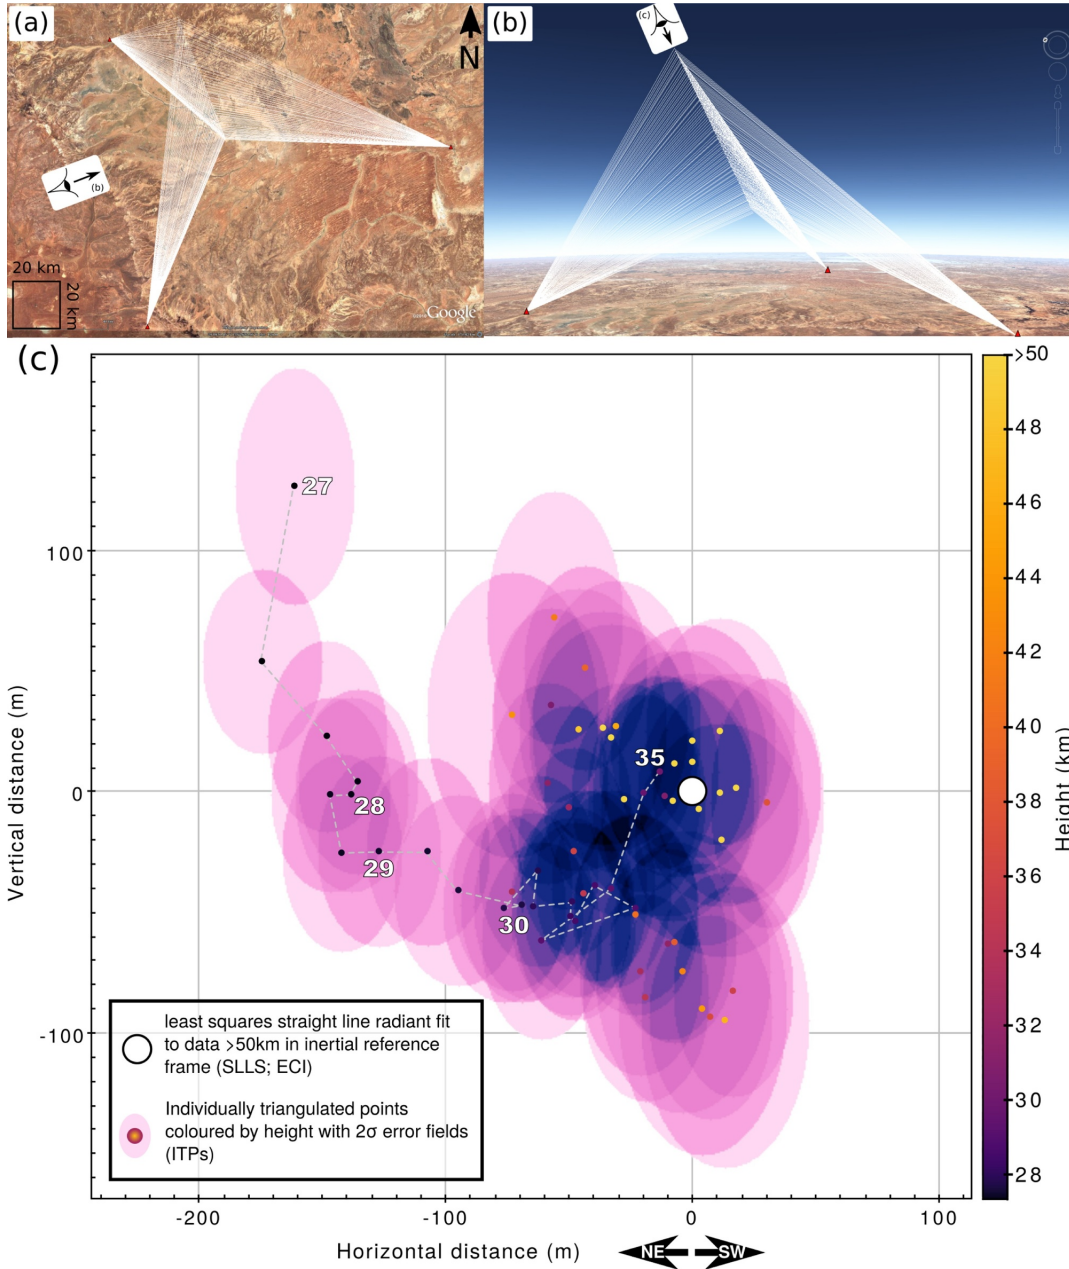 (a)
N
(b)
20 km
20 km
Google
(b)
(c)
(c)
27
28
29
30
35
100
0
-100
-200
-100
0
100
Vertical distance (m)
Horizontal distance (m)
NE
SW
least squares straight line radiant fit
to data >50km in inertial reference
frame (SLLS; ECI)
Individually triangulated points
coloured by height with 2σ error fields
(ITPs)
>50
48
46
44
42
40
38
36
34
32
30
28
Height (km)